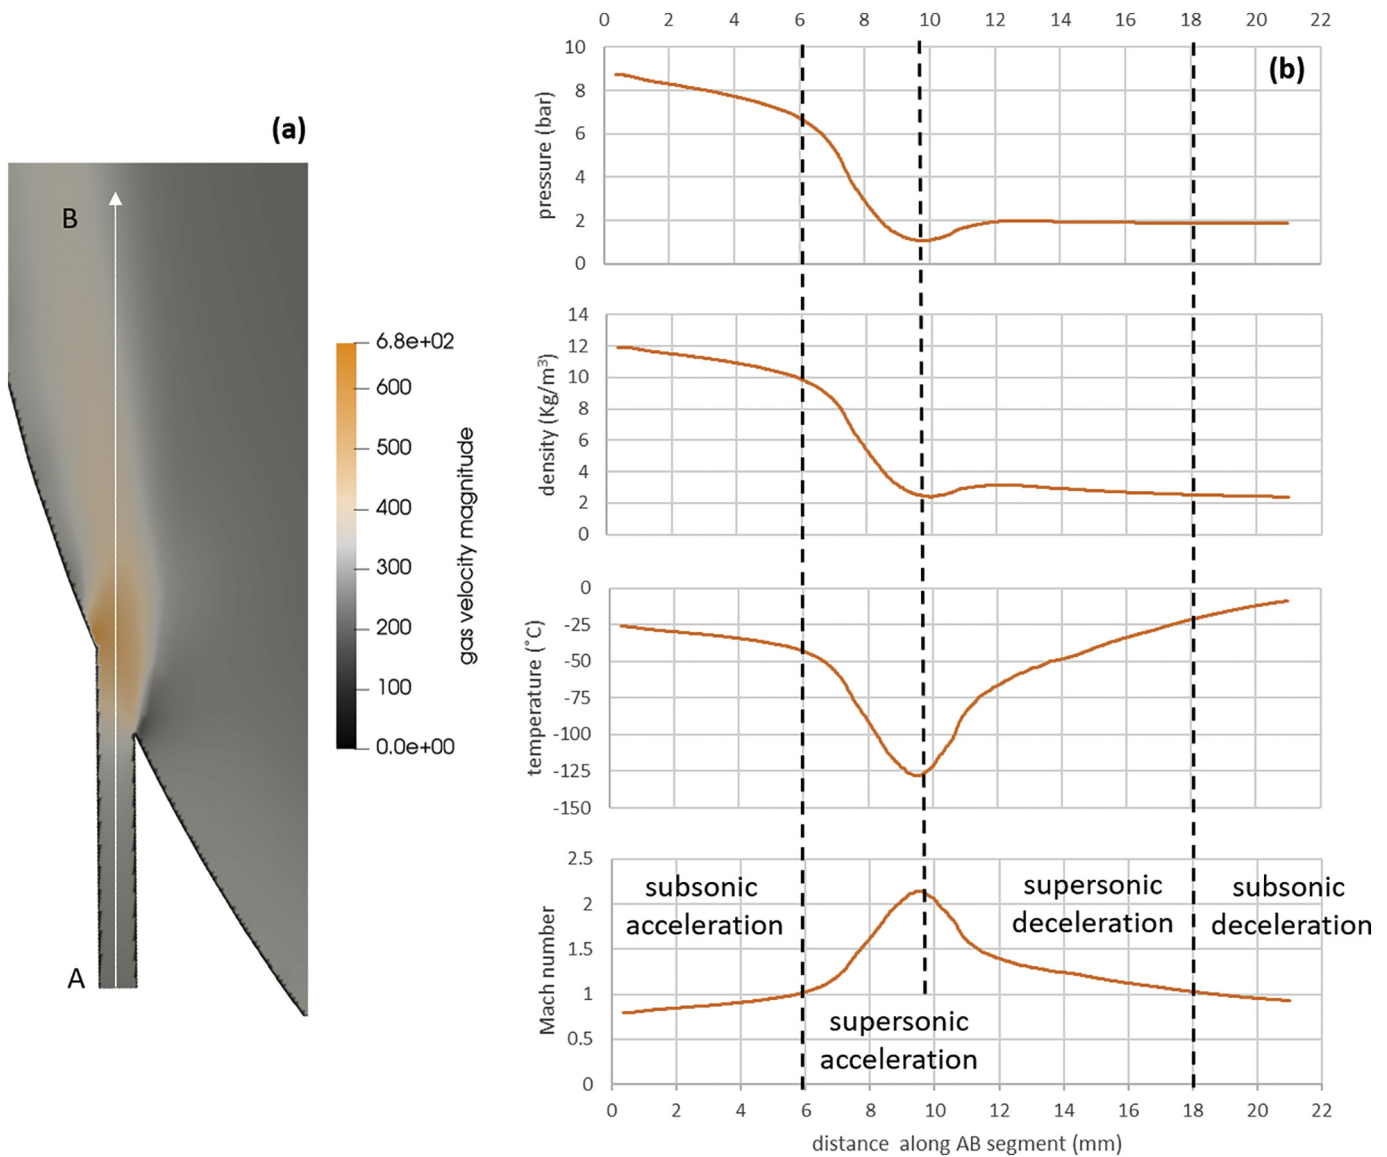 (a)
B
A
6.8e+02
600
500
400
300
200
100
0.0e+00
gas velocity magnitude
0 2 4 6 8 10 12 14 16 18 20 22
(b)
10
8
6
4
2
0
pressure (bar)
14
12
10
8
6
4
2
0
density (Kg/m³)
0
-25
-50
-75
-100
-125
-150
temperature (˚C)
2.5
2
1.5
1
0.5
0
Mach number
subsonic
acceleration
supersonic
acceleration
supersonic
deceleration
subsonic
deceleration
0 2 4 6 8 10 12 14 16 18 20 22
distance along AB segment (mm)